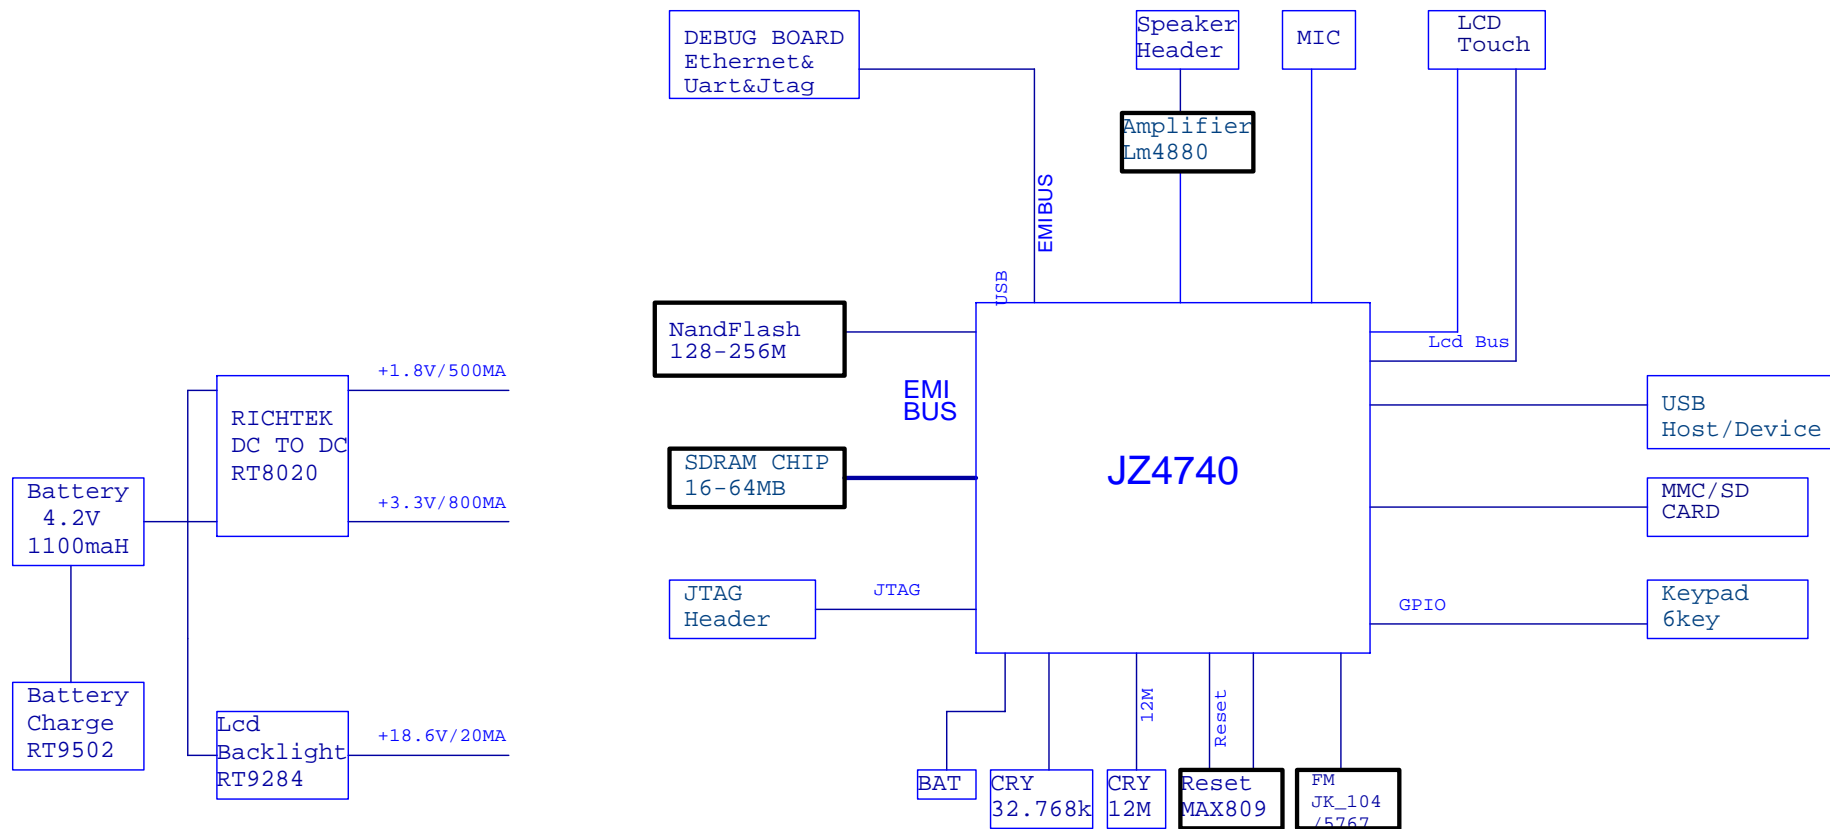 DEBUG BOARD
Ethernet&
Uart&Jtag
Speaker
Header
MIC
LCD
Touch
Amplifier
Lm4880
EMIBUS
USB
NandFlash
128-256M
Lcd Bus
EMI
BUS
+1.8V/500MA
RICHTEK
DC TO DC
RT8020
+3.3V/800MA
USB
Host/Device
JZ4740
SDRAM CHIP
16-64MB
MMC/SD
CARD
Battery
4.2V
1100maH
JTAG
Header
JTAG
GPIO
Keypad
6key
Battery
Charge
RT9502
Lcd
Backlight
RT9284
+18.6V/20MA
12M
Reset
BAT
CRY
32.768k
CRY
12M
Reset
MAX809
FM
JK_104
/5767